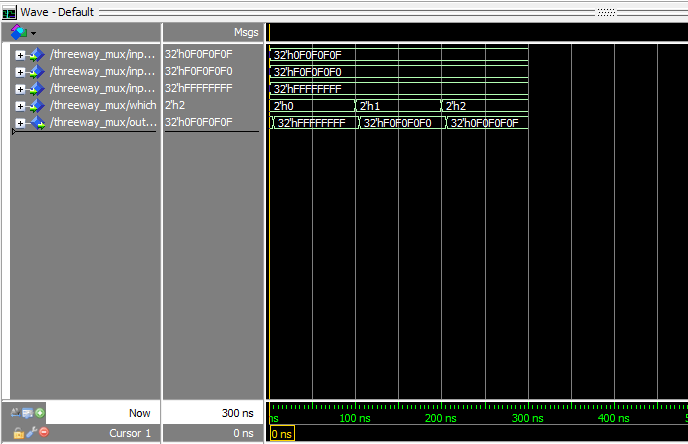 Wave - Default
Msgs
/threeway_mux/inp... 32'h0F0F0F0F 32'h0F0F0F0F
/threeway_mux/inp... 32'hF0F0F0F0 32'hF0F0F0F0
/threeway_mux/inp... 32'hFFFFFFFF 32'hFFFFFFFF
/threeway_mux/which 2'h2 2'h0 2'h1 2'h2
/threeway_mux/out... 32'h0F0F0F0F 32'hFFFFFFFF 32'hF0F0F0F0 32'h0F0F0F0F
Now 300 ns ns 100 ns 200 ns 300 ns 400 ns 5
Cursor 1 0 ns 0 ns